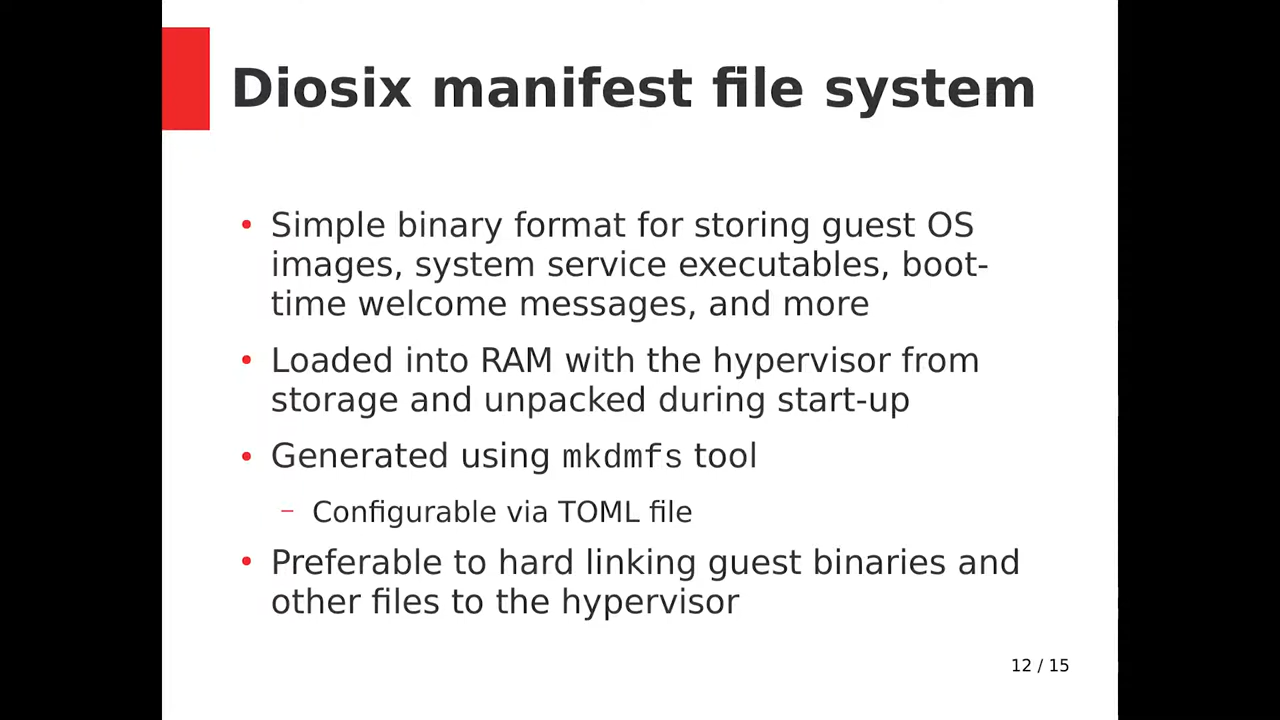 Diosix manifest file system
• Simple binary format for storing guest OS
images, system service executables, boot-
time welcome messages, and more
• Loaded into RAM with the hypervisor from
storage and unpacked during start-up
• Generated using mkdmfs tool
– Configurable via TOML file
• Preferable to hard linking guest binaries and
other files to the hypervisor
12 / 15